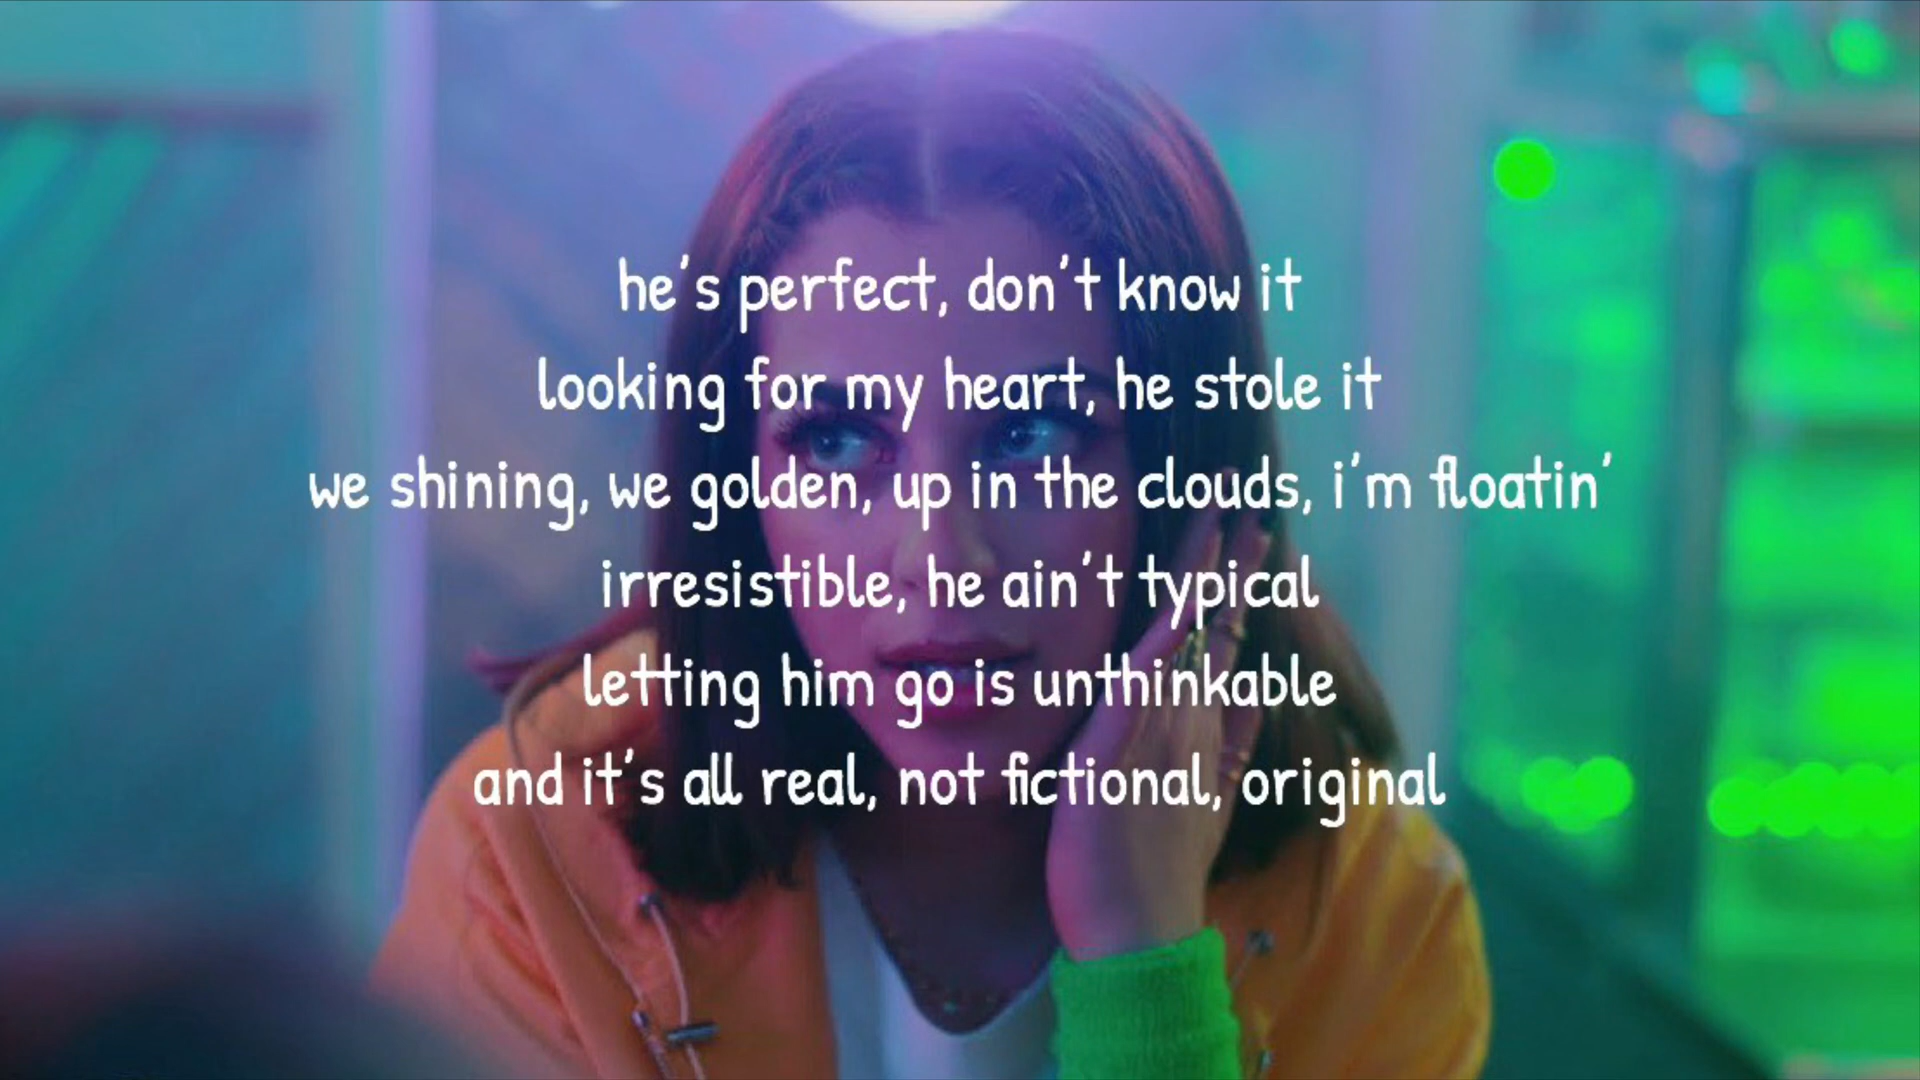 he's perfect, don't know it
looking for my heart, he stole it
we shining, we golden, up in the clouds, i'm floatin'
irresistible, he ain't typical
letting him go is unthinkable
and it's all real, not fictional, original